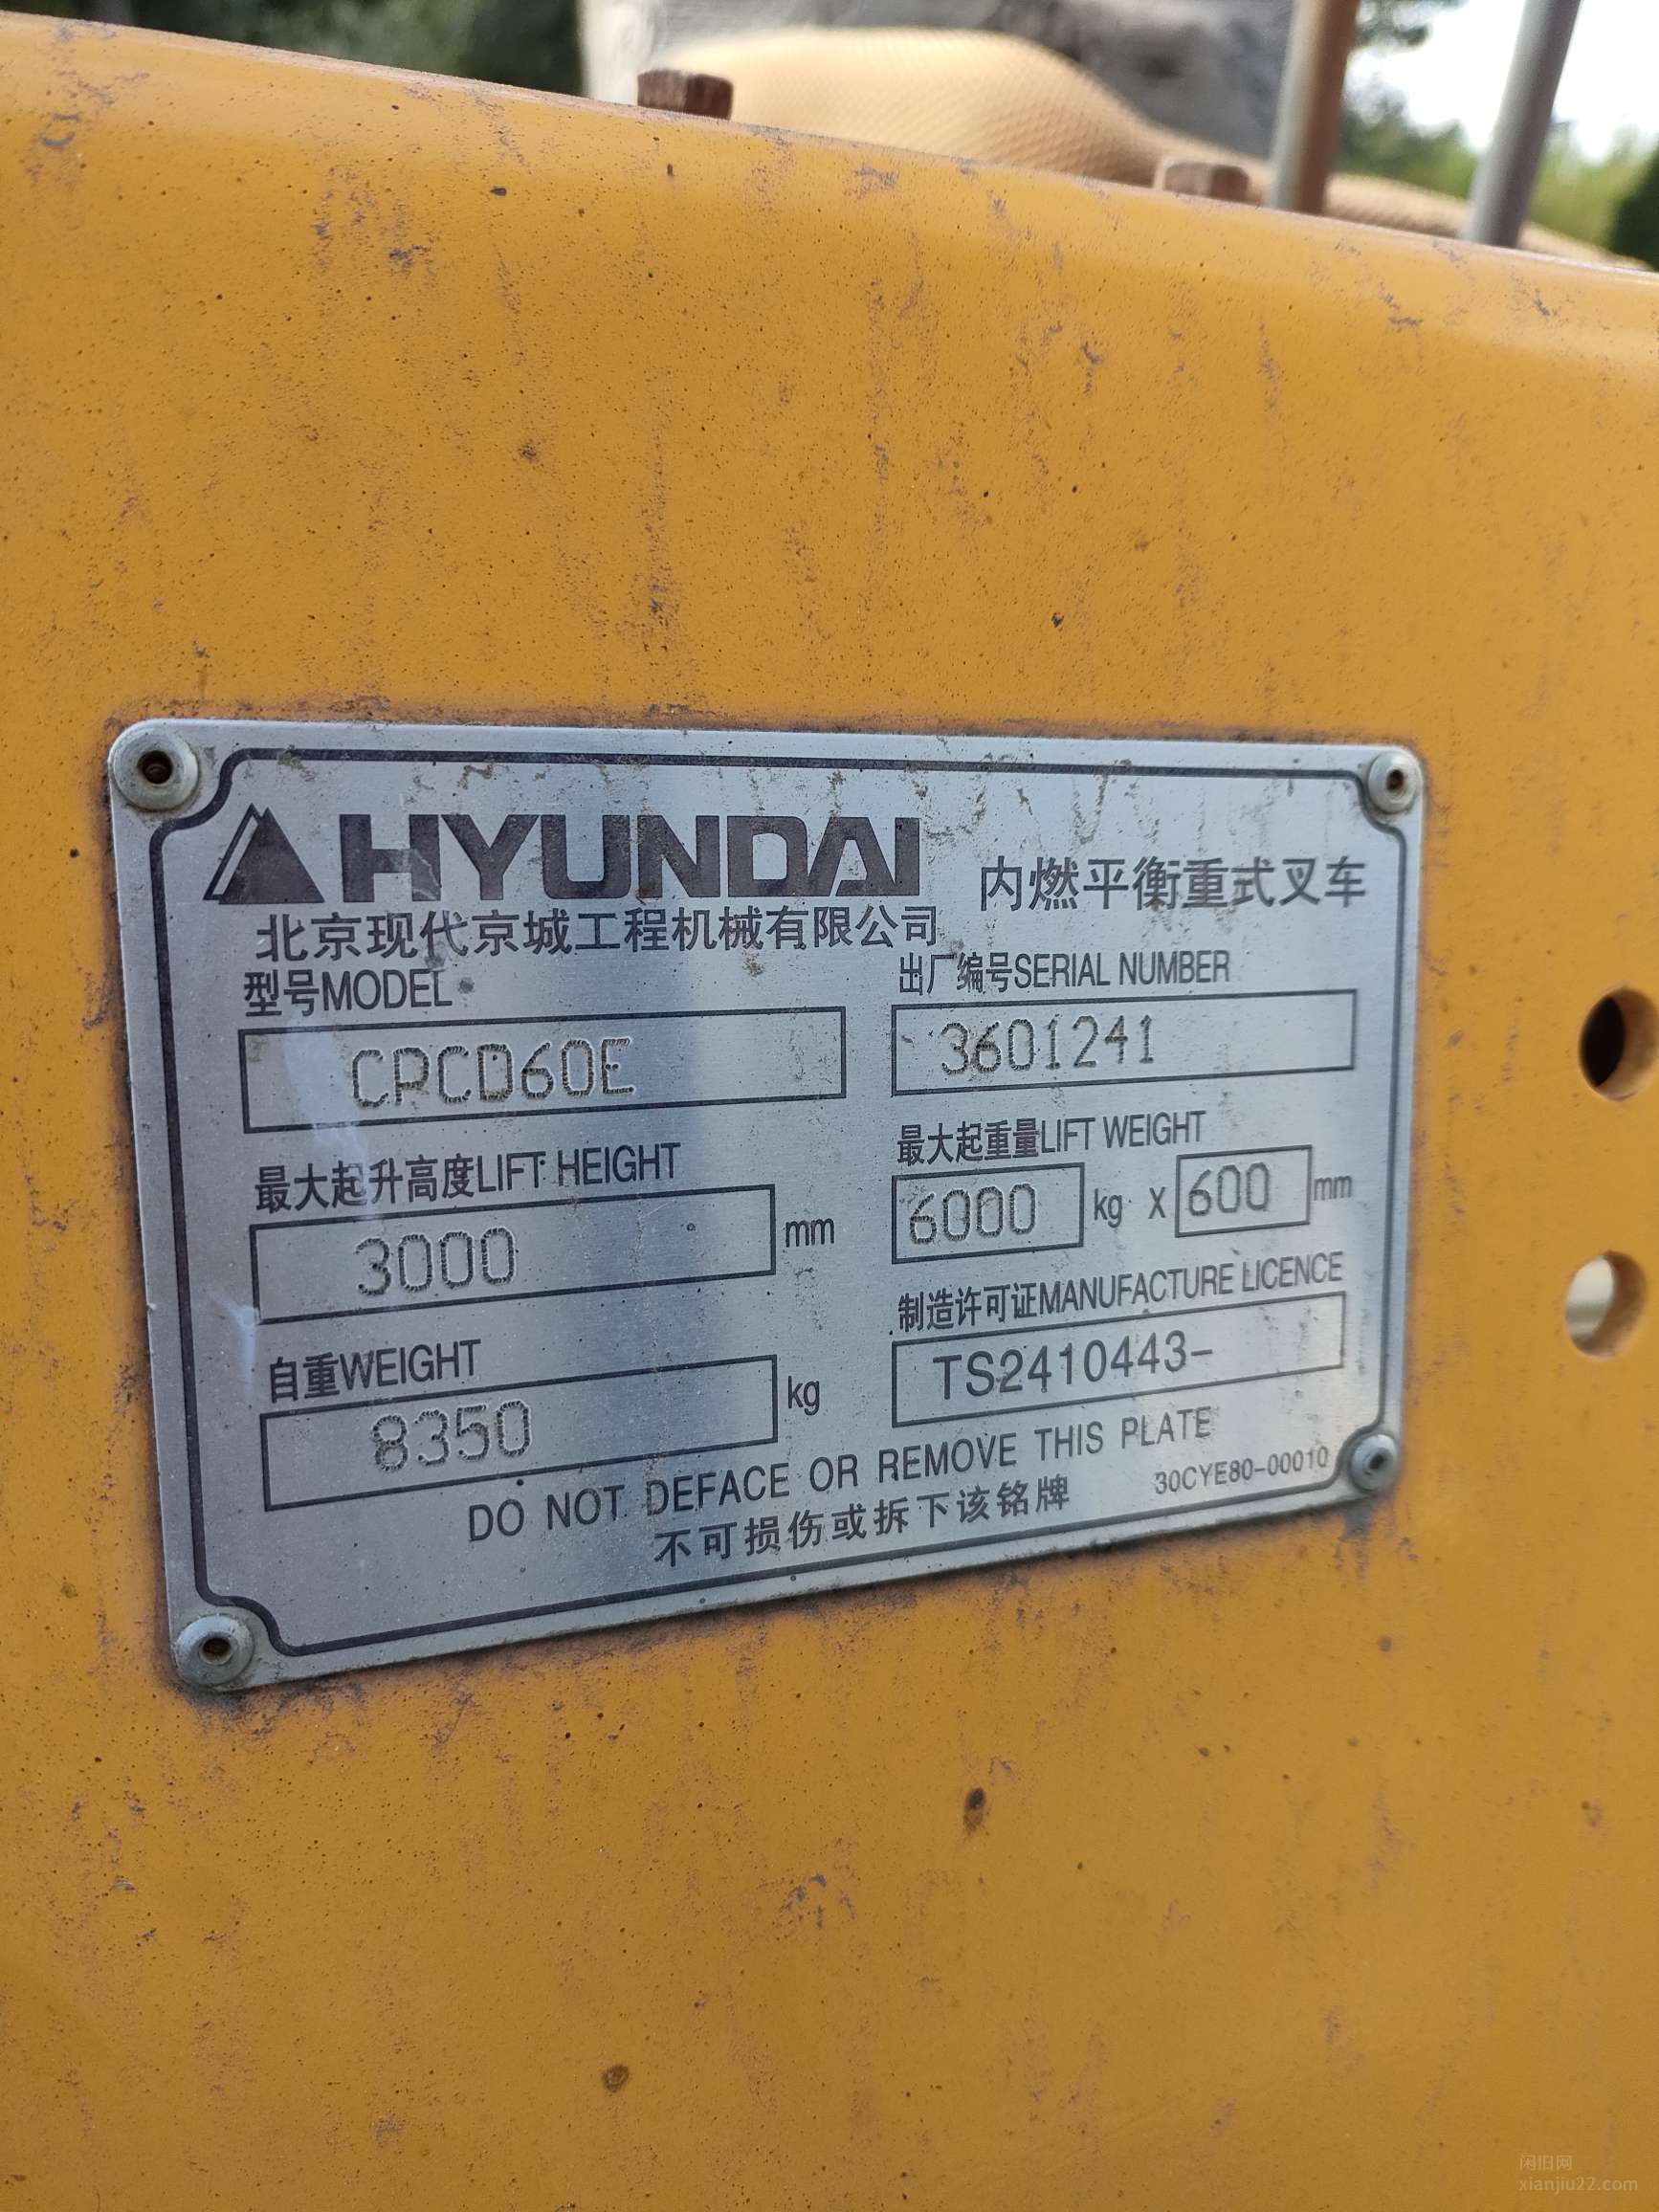 HYUNDAI
内燃平衡重式叉车
北京现代京城工程机械有限公司
型号MODEL
CPCD60E
出厂编号SERIAL NUMBER
3601241
最大起升高度LIFT HEIGHT
3000 mm
最大起重量LIFT WEIGHT
6000 kg X 600 mm
自重WEIGHT
8350 kg
制造许可证MANUFACTURE LICENCE
TS2410443-
DO NOT DEFACE OR REMOVE THIS PLATE
不可损伤或拆下该铭牌
30CYE80-00010
闲旧网
xianjiu22.com